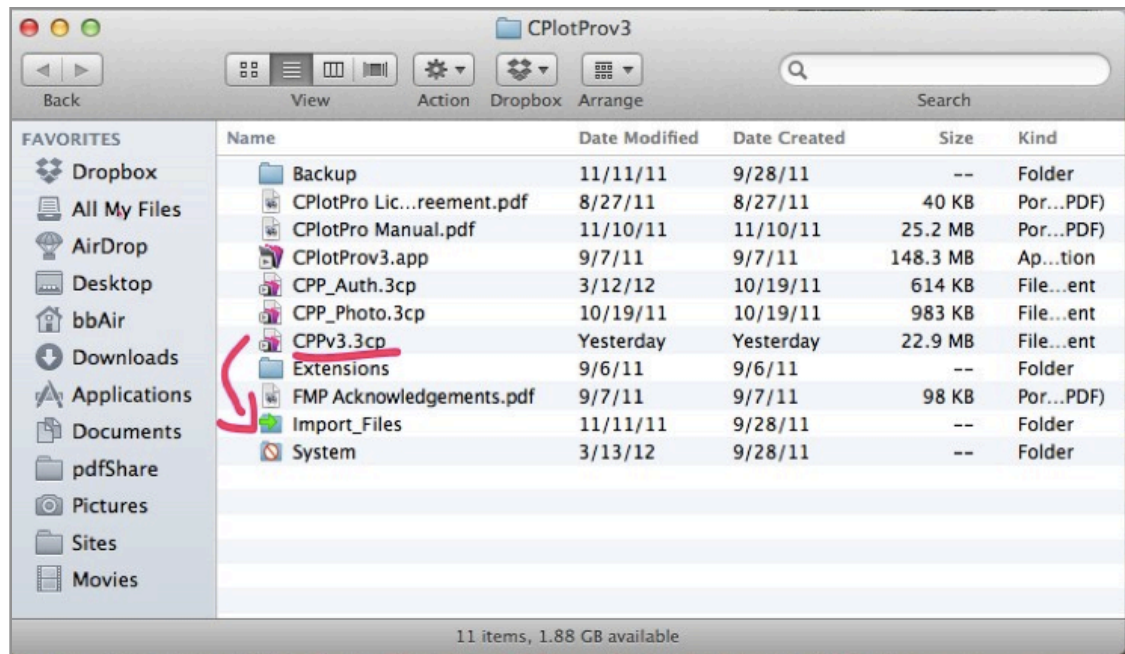 CPlotProv3
Back View Action Dropbox Arrange Search
FAVORITES
Dropbox
All My Files
AirDrop
Desktop
bbAir
Downloads
Applications
Documents
pdfShare
Pictures
Sites
Movies
Name Date Modified Date Created Size Kind
Backup 11/11/11 9/28/11 -- Folder
CPlotPro Lic...reement.pdf 8/27/11 8/27/11 40 KB Por...PDF)
CPlotPro Manual.pdf 11/10/11 11/10/11 25.2 MB Por...PDF)
CPlotProv3.app 9/7/11 9/7/11 148.3 MB Ap...tion
CPP_Auth.3cp 3/12/12 10/19/11 614 KB File...ent
CPP_Photo.3cp 10/19/11 10/19/11 983 KB File...ent
CPPv3.3cp Yesterday Yesterday 22.9 MB File...ent
Extensions 9/6/11 9/6/11 -- Folder
FMP Acknowledgements.pdf 9/7/11 9/7/11 98 KB Por...PDF)
Import_Files 11/11/11 9/28/11 -- Folder
System 3/13/12 9/28/11 -- Folder
11 items, 1.88 GB available